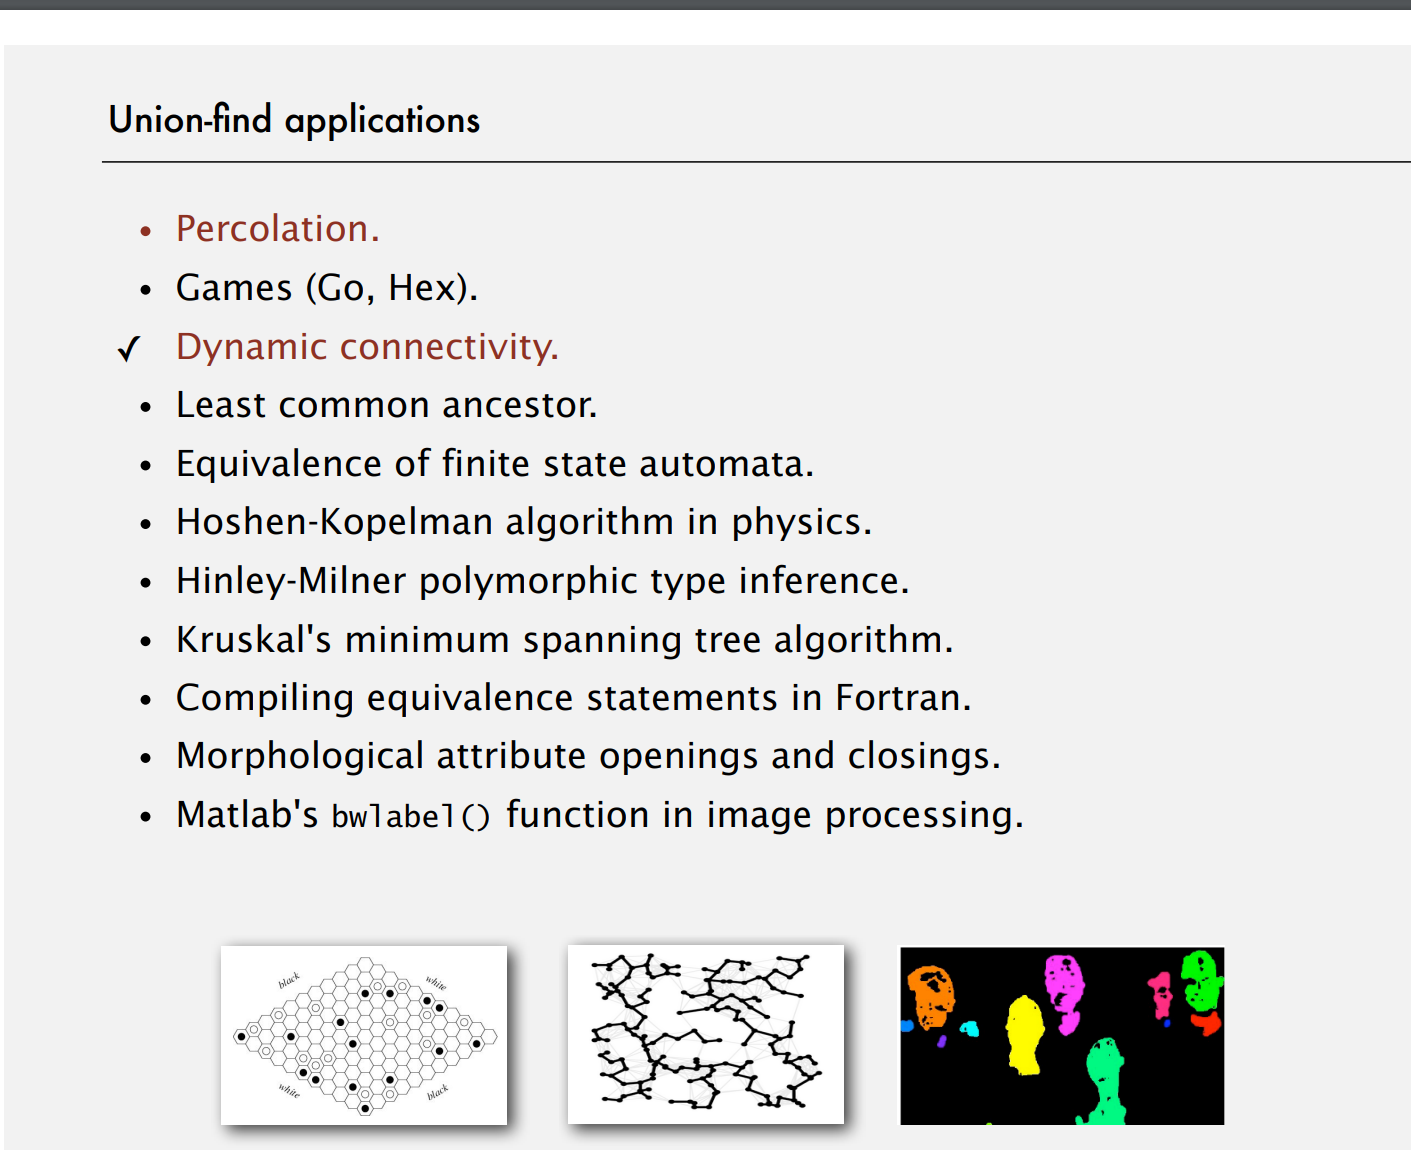 Union-find applications
• Percolation.
• Games (Go, Hex).
✓ Dynamic connectivity.
• Least common ancestor.
• Equivalence of finite state automata.
• Hoshen-Kopelman algorithm in physics.
• Hinley-Milner polymorphic type inference.
• Kruskal's minimum spanning tree algorithm.
• Compiling equivalence statements in Fortran.
• Morphological attribute openings and closings.
• Matlab's bwlabel() function in image processing.
black
white
white
black